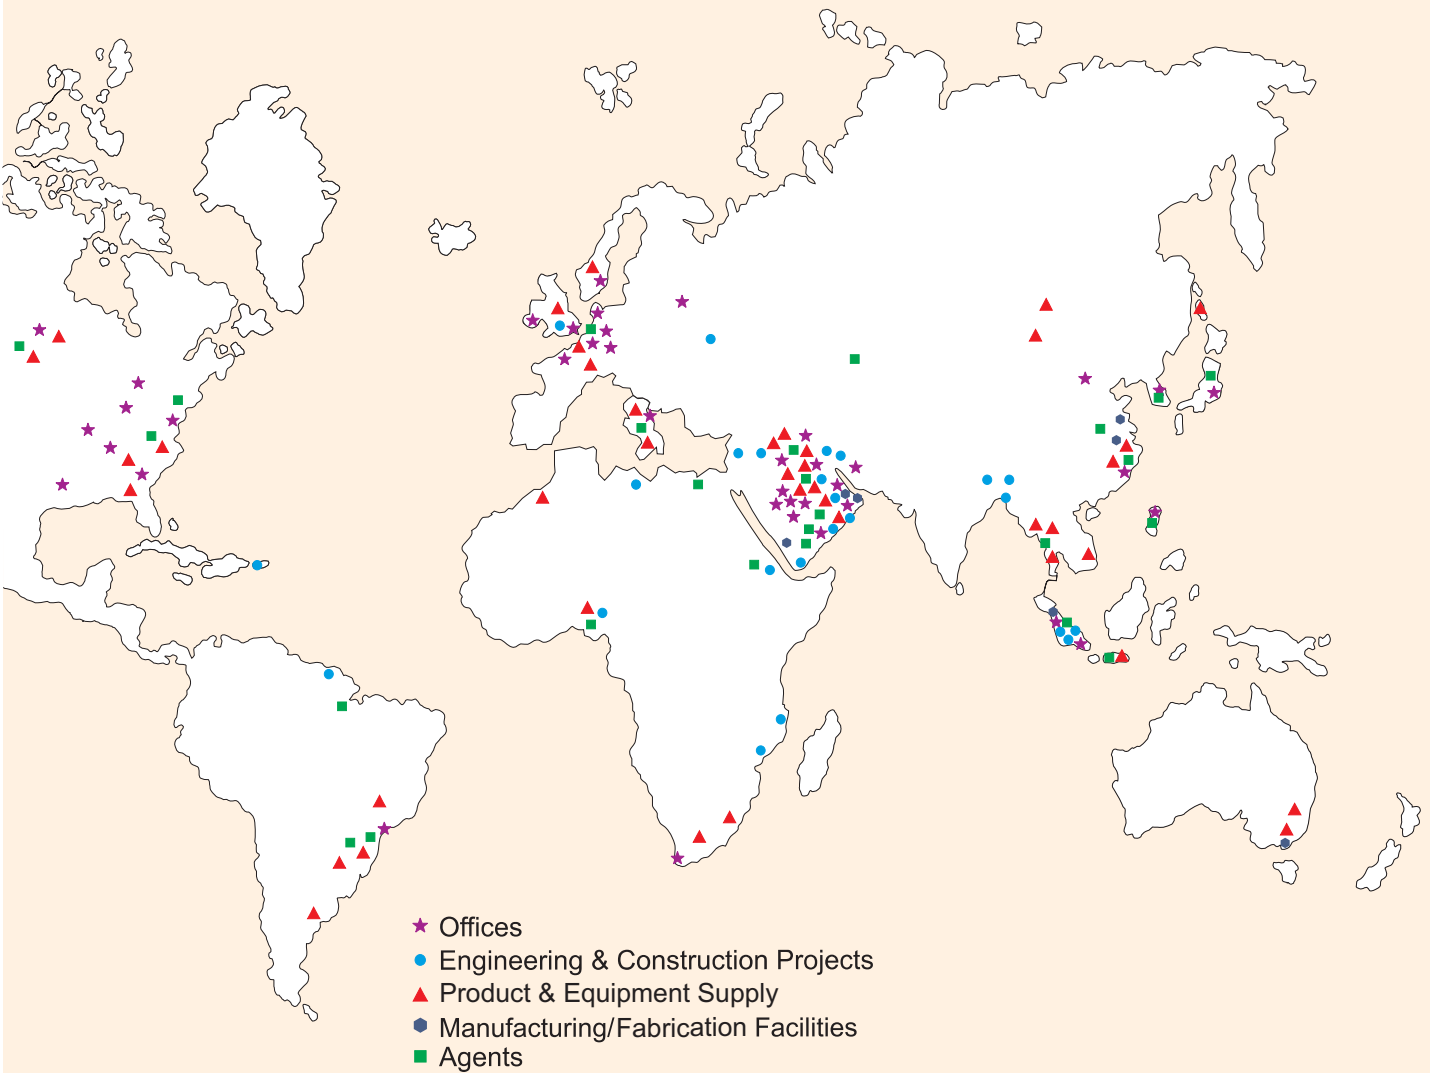 Offices
Engineering & Construction Projects
Product & Equipment Supply
Manufacturing/Fabrication Facilities
Agents